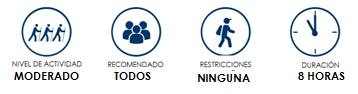 NIVEL DE ACTIVIDAD
MODERADO
RECOMENDADO
TODOS
RESTRICCIONES
NINGUNA
DURACIÓN
8 HORAS